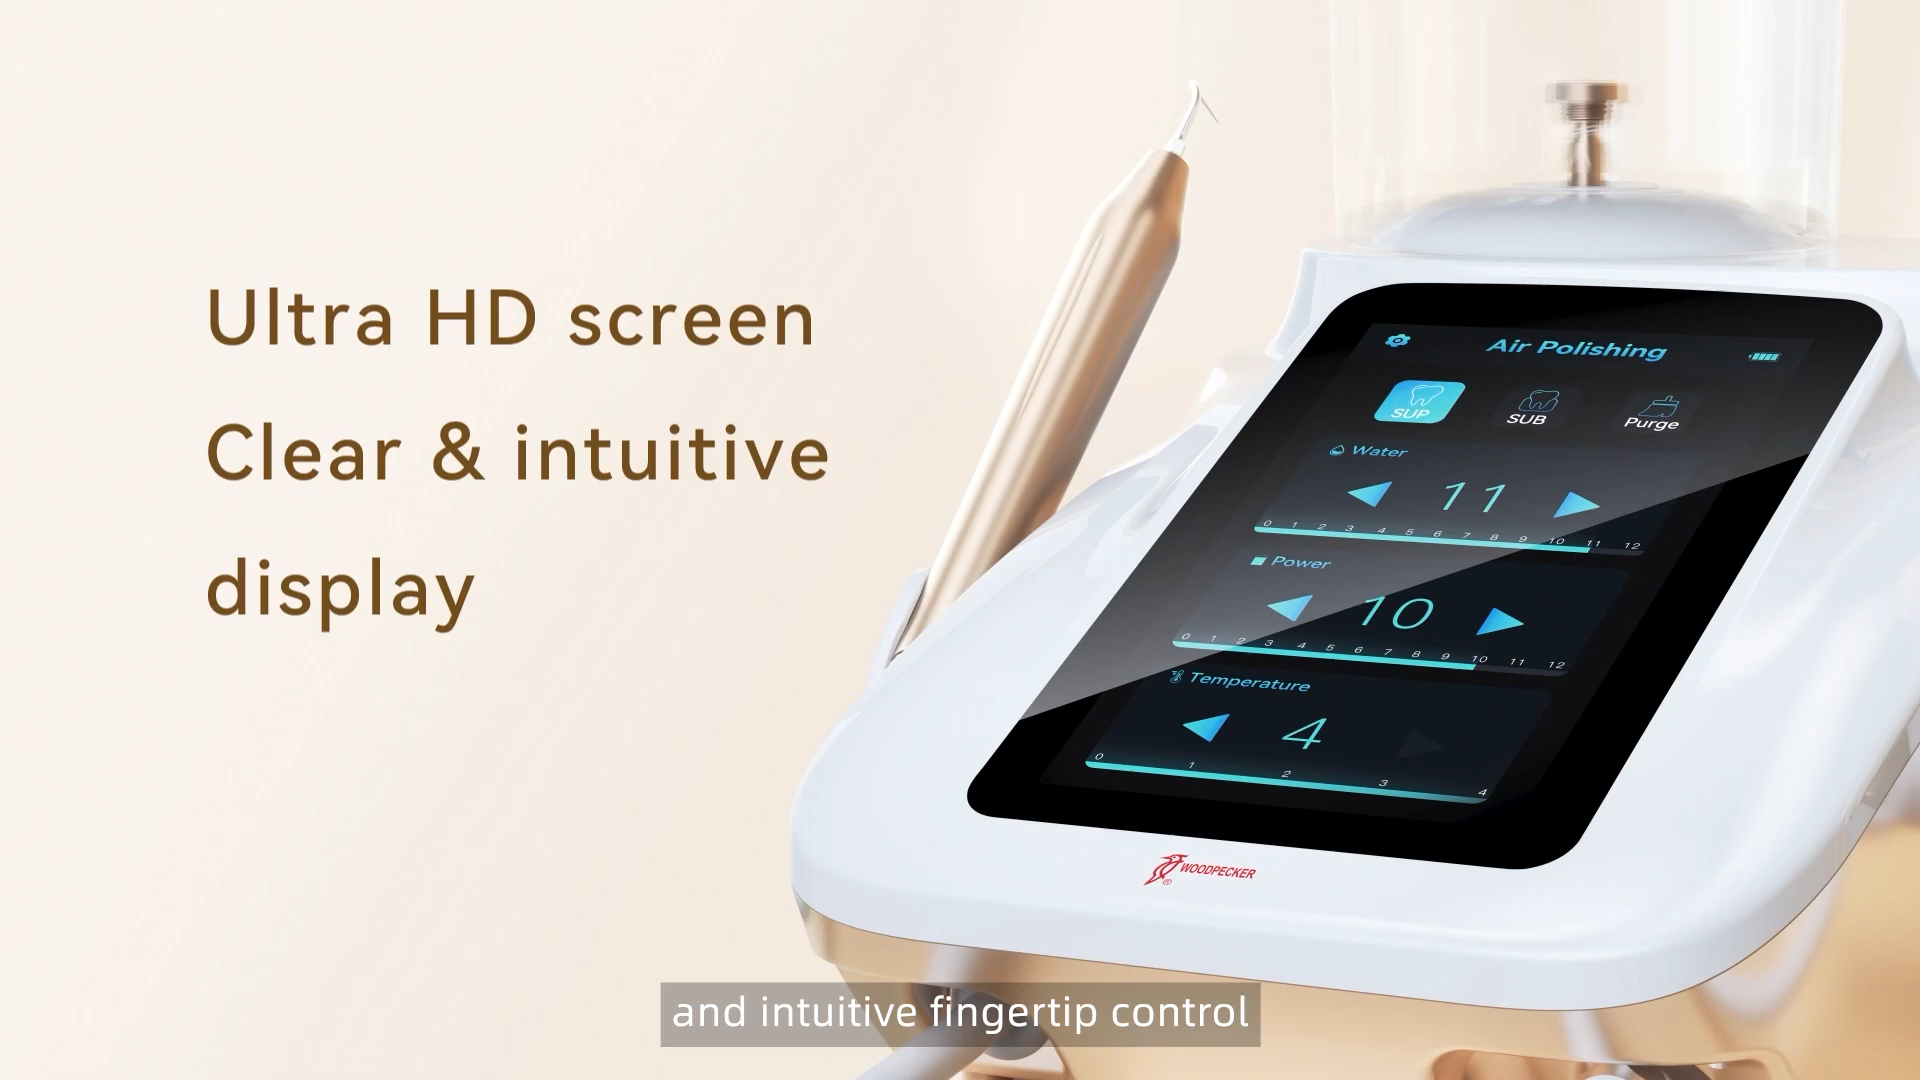 Ultra HD screen
Clear & intuitive
display
Air Polishing
SUP
SUB
Purge
Water
11
0 1 2 3 4 5 6 7 8 9 10 11 12
Power
10
0 1 2 3 4 5 6 7 8 9 10 11 12
Temperature
4
0 1 2 3 4
WOODPECKER
®
and intuitive fingertip control